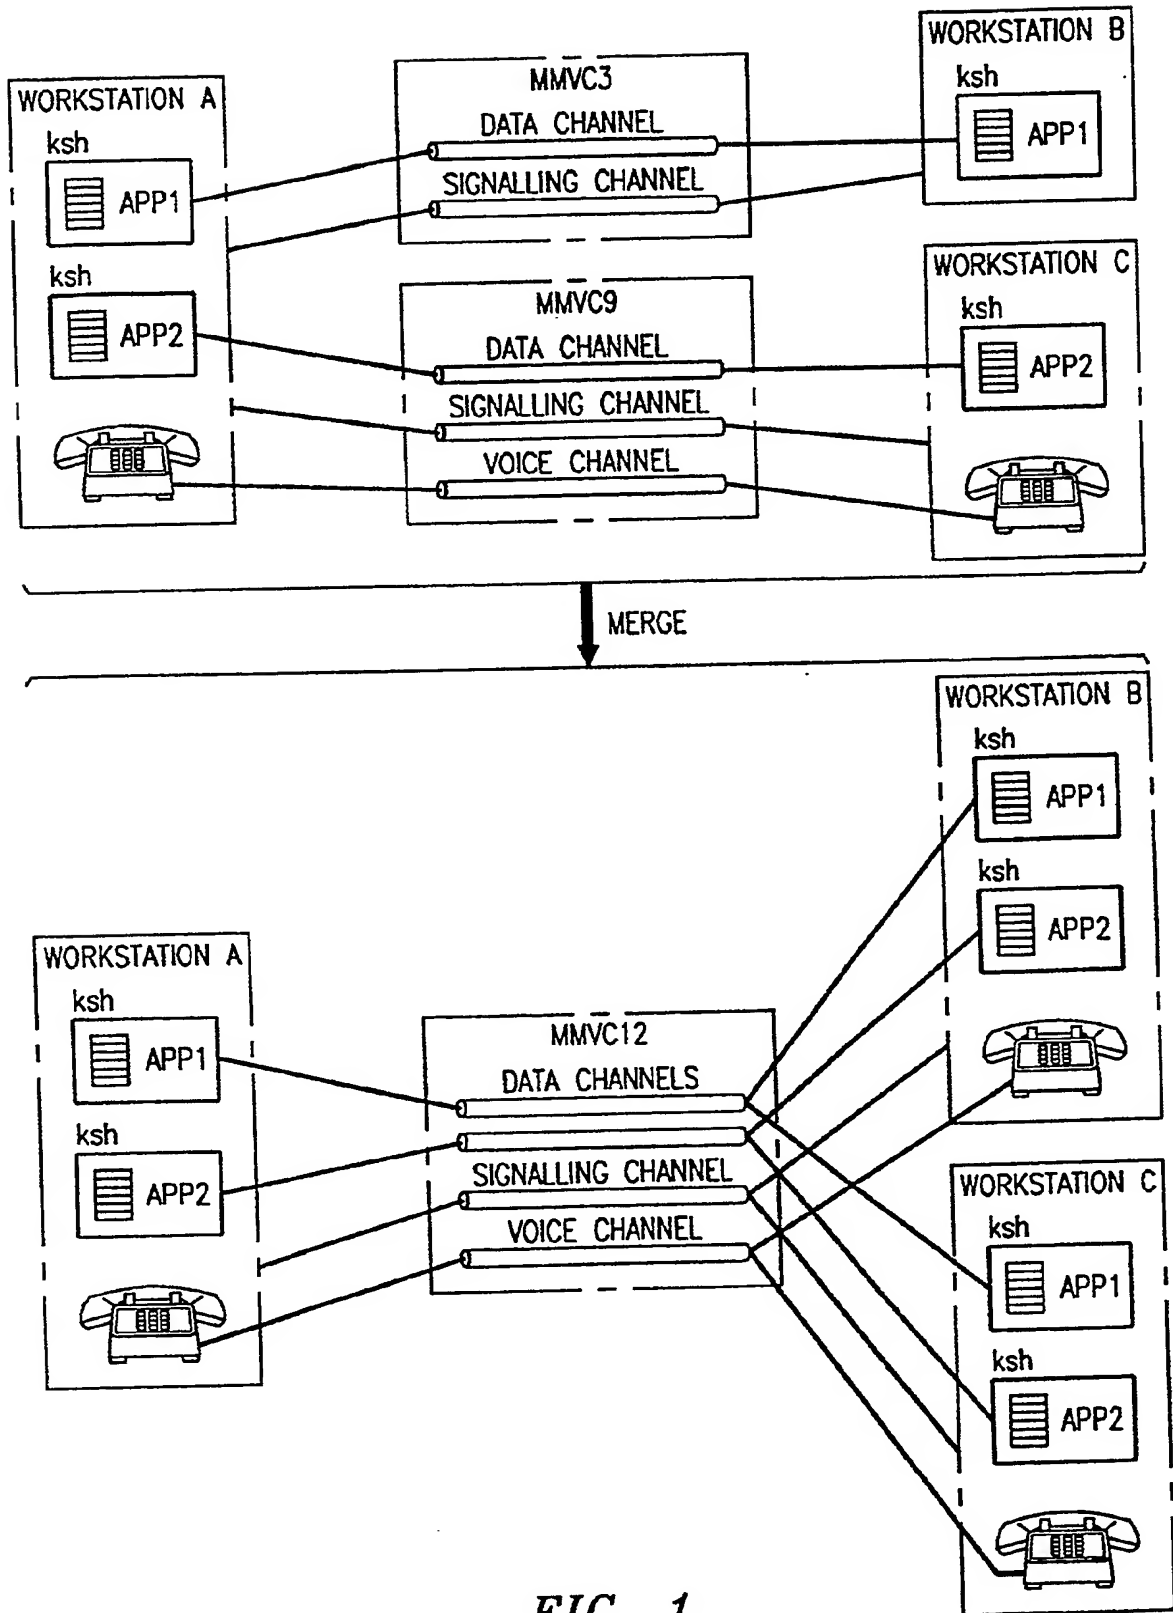 WORKSTATION A
ksh
APP1
ksh
APP2
MMVC3
DATA CHANNEL
SIGNALLING CHANNEL
MMVC9
DATA CHANNEL
SIGNALLING CHANNEL
VOICE CHANNEL
WORKSTATION B
ksh
APP1
WORKSTATION C
ksh
APP2
MERGE
WORKSTATION A
ksh
APP1
ksh
APP2
MMVC12
DATA CHANNELS
SIGNALLING CHANNEL
VOICE CHANNEL
WORKSTATION B
ksh
APP1
ksh
APP2
WORKSTATION C
ksh
APP1
ksh
APP2
FIG. 1